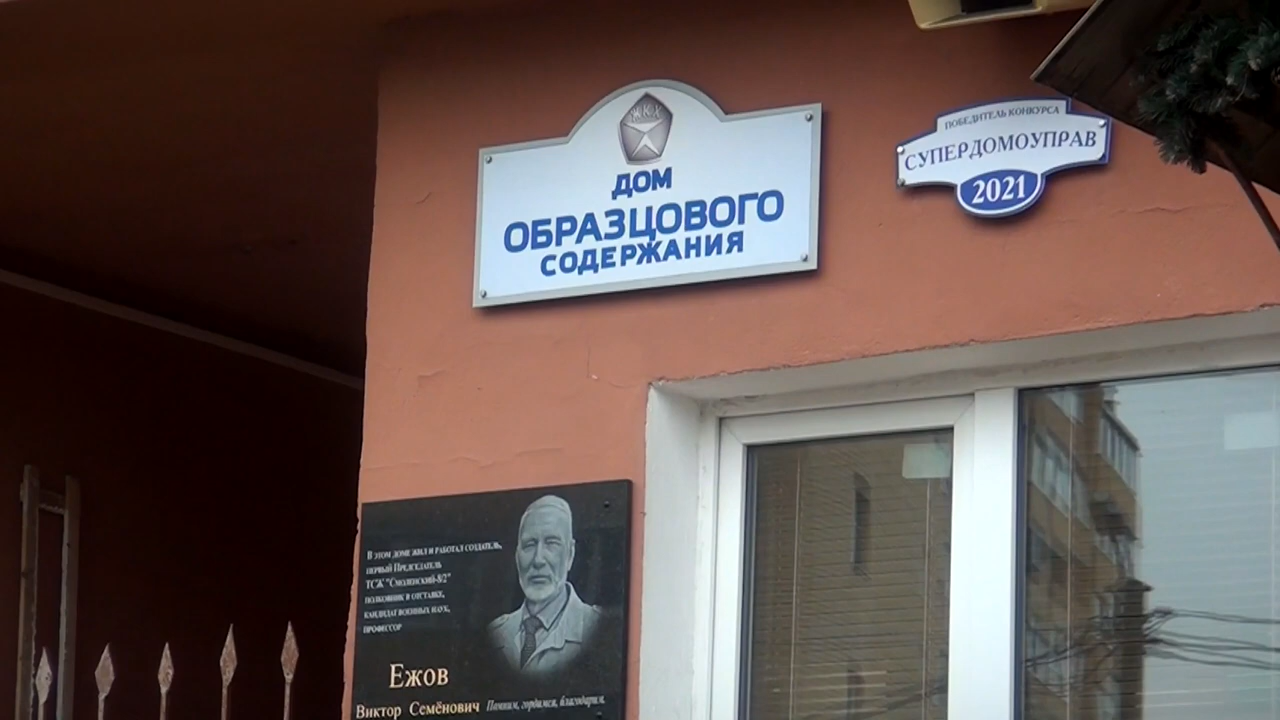 ЖКХ
ДОМ
ОБРАЗЦОВОГО
СОДЕРЖАНИЯ
ПОБЕДИТЕЛЬ КОНКУРСА
СУПЕРДОМОУПРАВ
2021
В ЭТОМ ДОМЕ ЖИЛ И РАБОТАЛ СОЗДАТЕЛЬ,
ПЕРВЫЙ ПРЕДСЕДАТЕЛЬ
ТСЖ "СМОЛЕНСКИЙ-8/2"
ПОЛКОВНИК В ОТСТАВКЕ,
КАНДИДАТ ВОЕННЫХ НАУК,
ПРОФЕССОР
Ежов
Виктор Семёнович Помним, гордимся, благодарим.